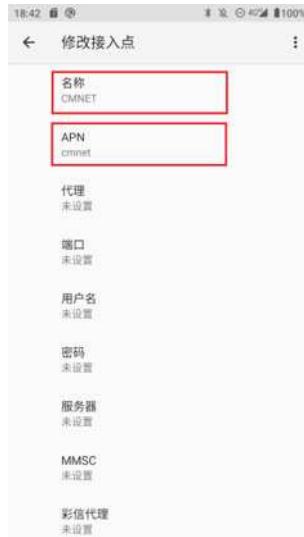 18:42
100%
修改接入点
名称
CMNET
APN
cmnet
代理
未设置
端口
未设置
用户名
未设置
密码
未设置
服务器
未设置
MMSC
未设置
彩信代理
未设置